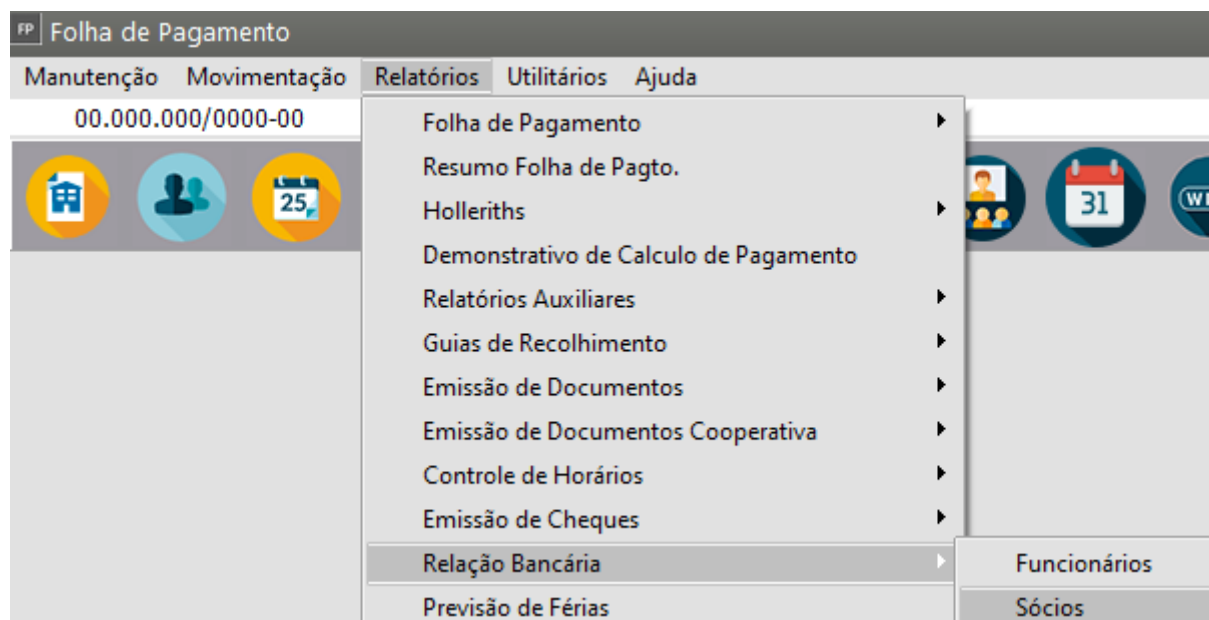 FP Folha de Pagamento
Manutenção Movimentação Relatórios Utilitários Ajuda
00.000.000/0000-00
Folha de Pagamento
Resumo Folha de Pagto.
Holleriths
Demonstrativo de Calculo de Pagamento
Relatórios Auxiliares
Guias de Recolhimento
Emissão de Documentos
Emissão de Documentos Cooperativa
Controle de Horários
Emissão de Cheques
Relação Bancária
Previsão de Férias
Funcionários
Sócios
25
31